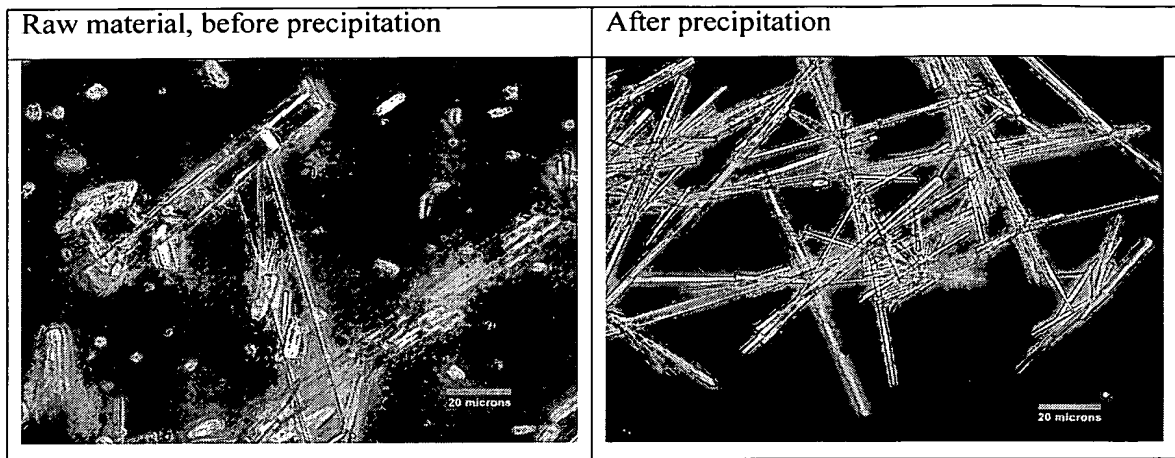 Raw material, before precipitation
After precipitation
20 microns
20 microns